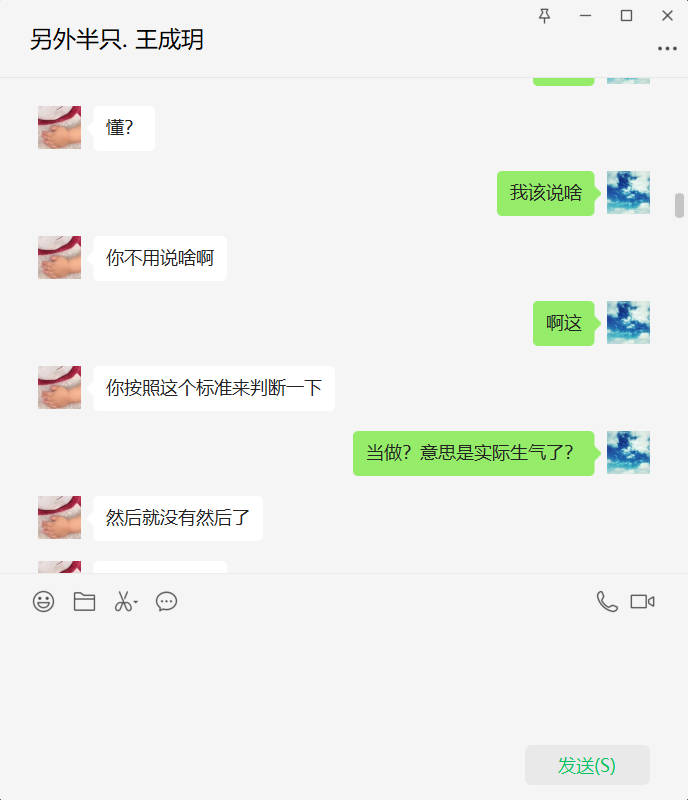 另外半只. 王成玥
懂？
我该说啥
你不用说啥啊
啊这
你按照这个标准来判断一下
当做？意思是实际生气了？
然后就没有然后了
发送(S)